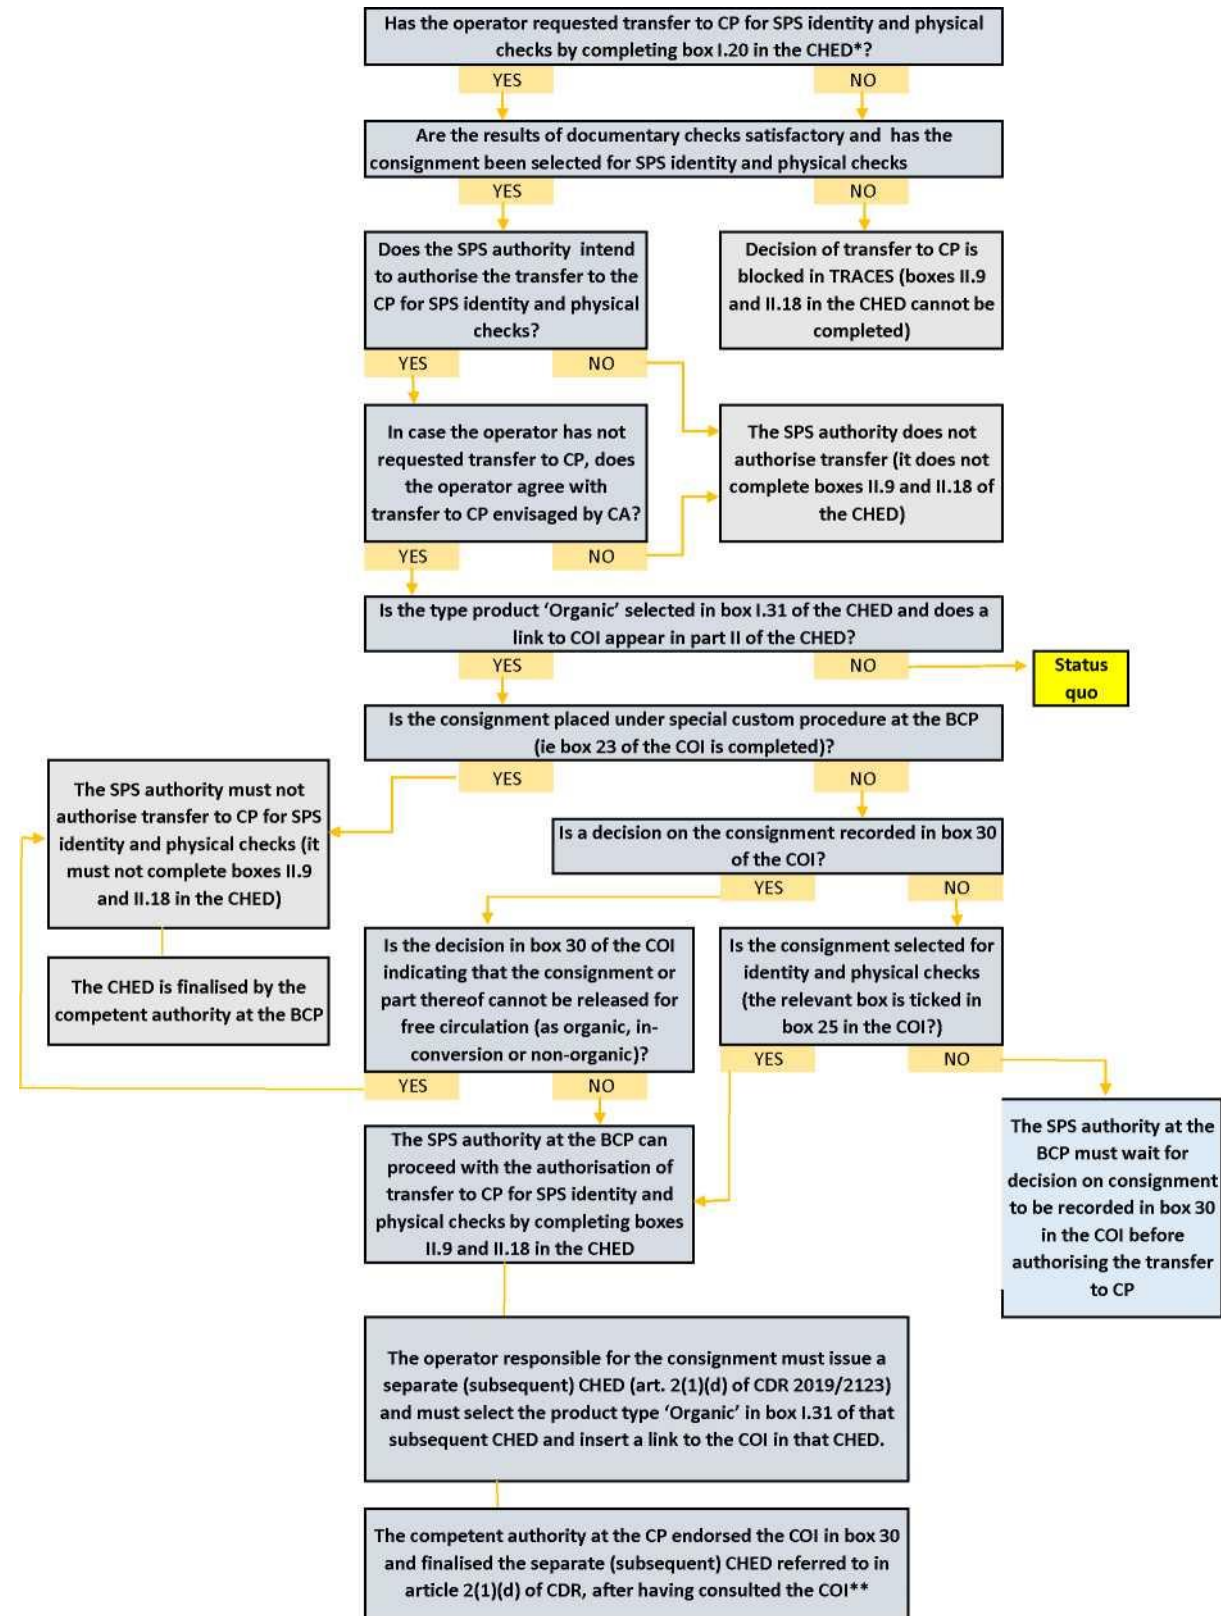 Has the operator requested transfer to CP for SPS identity and physical
checks by completing box I.20 in the CHED*?
YES
NO
Are the results of documentary checks satisfactory and has the
consignment been selected for SPS identity and physical checks
YES
NO
Does the SPS authority intend
to authorise the transfer to the
CP for SPS identity and physical
checks?
Decision of transfer to CP is
blocked in TRACES (boxes II.9
and II.18 in the CHED cannot be
completed)
YES
NO
In case the operator has not
requested transfer to CP, does
the operator agree with
transfer to CP envisaged by CA?
The SPS authority does not
authorise transfer (it does not
complete boxes II.9 and II.18 of
the CHED)
YES
NO
Is the type product ‘Organic’ selected in box I.31 of the CHED and does a
link to COI appear in part II of the CHED?
YES
NO
Status
quo
Is the consignment placed under special custom procedure at the BCP
(ie box 23 of the COI is completed)?
YES
NO
The SPS authority must not
authorise transfer to CP for SPS
identity and physical checks (it
must not complete boxes II.9
and II.18 in the CHED)
The CHED is finalised by the
competent authority at the BCP
Is a decision on the consignment recorded in box 30
of the COI?
YES
NO
Is the decision in box 30 of the COI
indicating that the consignment or
part thereof cannot be released for
free circulation (as organic, in-
conversion or non-organic)?
Is the consignment selected for
identity and physical checks
(the relevant box is ticked in
box 25 in the COI?)
YES
NO
YES
NO
The SPS authority at the BCP can
proceed with the authorisation of
transfer to CP for SPS identity and
physical checks by completing boxes
II.9 and II.18 in the CHED
The SPS authority at the
BCP must wait for
decision on consignment
to be recorded in box 30
in the COI before
authorising the transfer
to CP
The operator responsible for the consignment must issue a
separate (subsequent) CHED (art. 2(1)(d) of CDR 2019/2123)
and must select the product type ‘Organic’ in box I.31 of that
subsequent CHED and insert a link to the COI in that CHED.
The competent authority at the CP endorsed the COI in box 30
and finalised the separate (subsequent) CHED referred to in
article 2(1)(d) of CDR, after having consulted the COI**